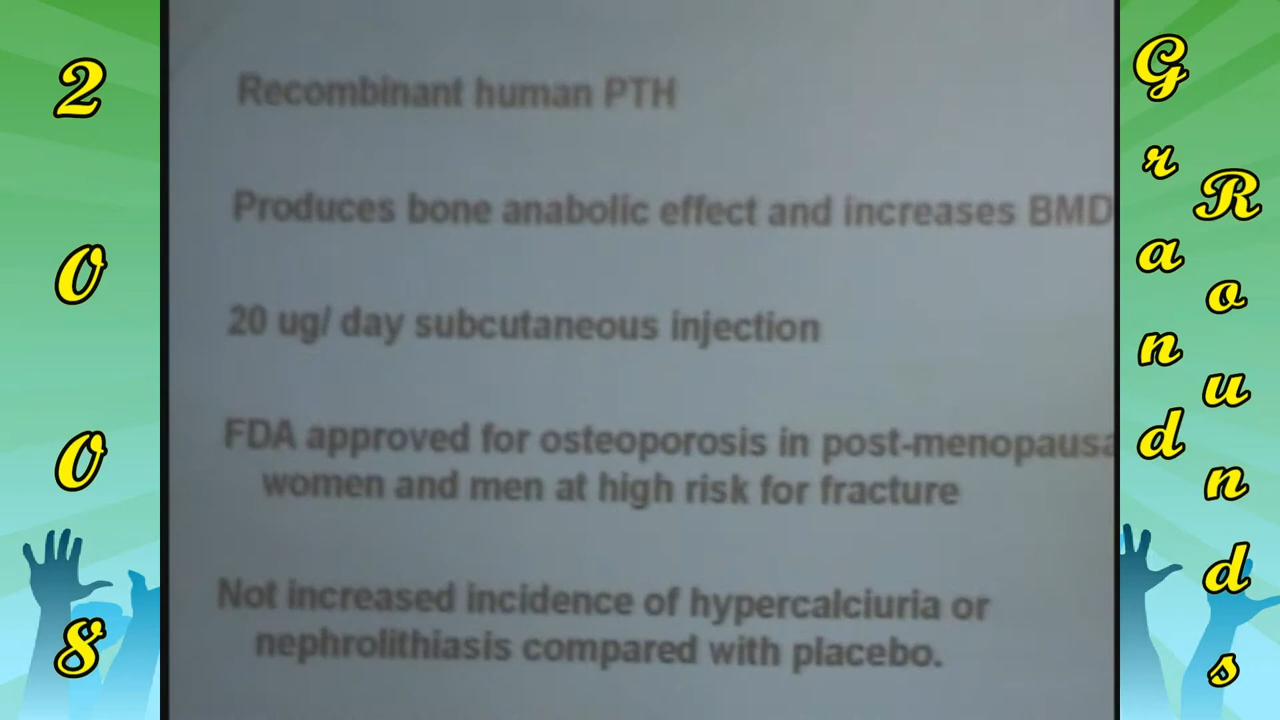 2008
Recombinant human PTH
Produces bone anabolic effect and increases BMD
20 ug/ day subcutaneous injection
FDA approved for osteoporosis in post-menopausa
women and men at high risk for fracture
Not increased incidence of hypercalciuria or
nephrolithiasis compared with placebo.
Grand
Rounds